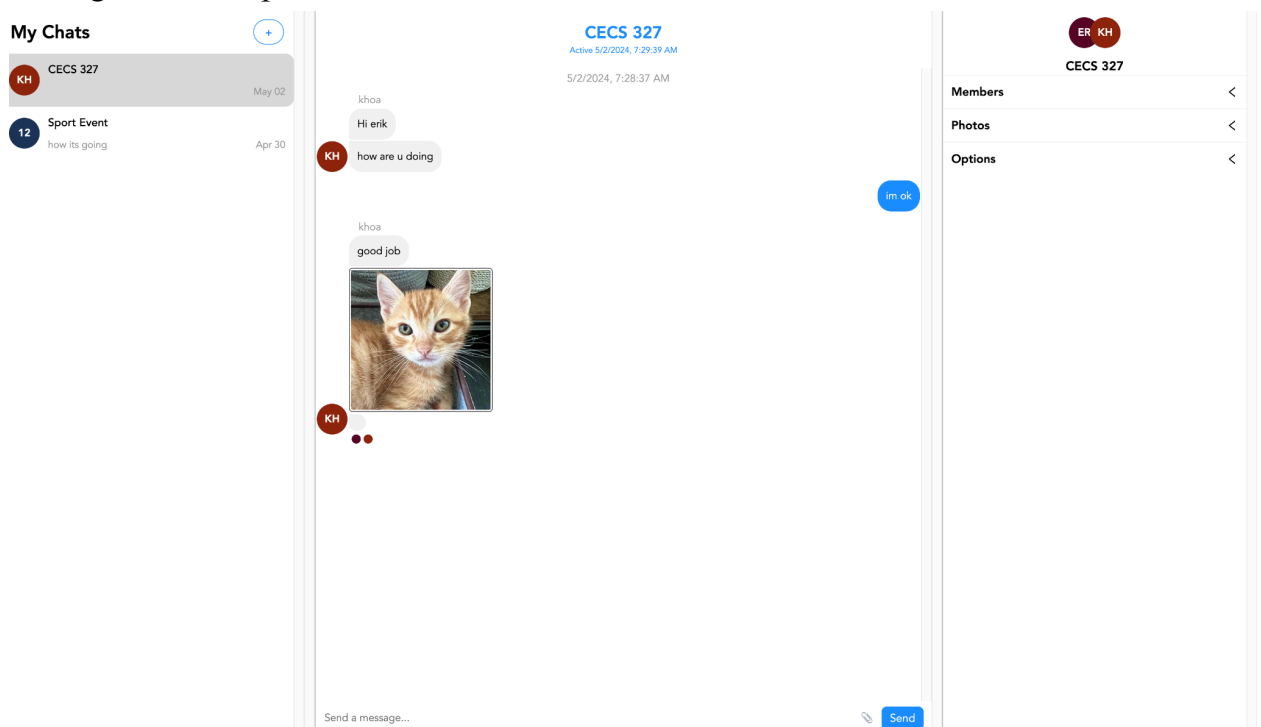 My Chats
+
KH
CECS 327
May 02
12
Sport Event
how its going
Apr 30
CECS 327
Active 5/2/2024, 7:29:39 AM
5/2/2024, 7:28:37 AM
khoa
Hi erik
KH
how are u doing
im ok
khoa
good job
KH
Send a message...
Send
ER KH
CECS 327
Members
Photos
Options